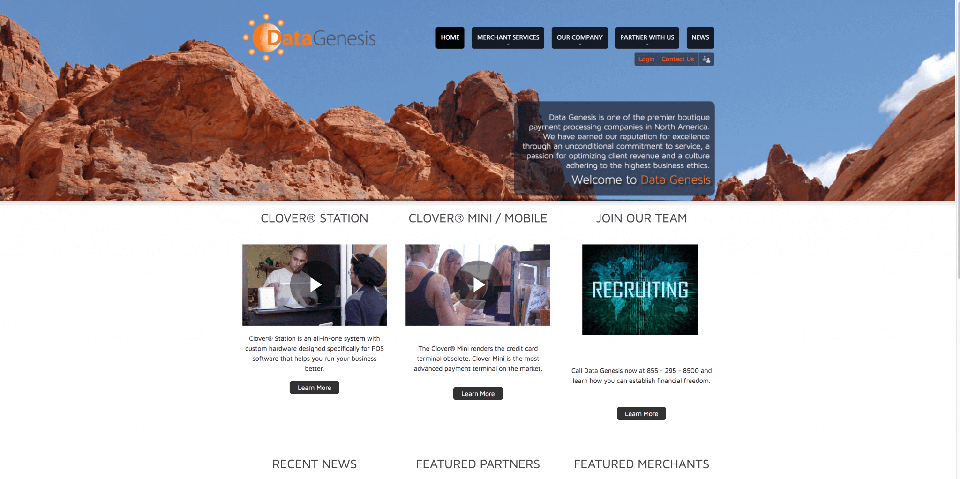 DataGenesis
HOME
MERCHANT SERVICES
OUR COMPANY
PARTNER WITH US
NEWS
Login
Contact Us
Data Genesis is one of the premier boutique
payment processing companies in North America.
We have earned our reputation for excellence
through an unconditional commitment to service, a
passion for optimizing client revenue and a culture
adhering to the highest business ethics.
Welcome to Data Genesis
CLOVER® STATION
CLOVER® MINI / MOBILE
JOIN OUR TEAM
RECRUITING
Clover® Station is an all-in-one system with
custom hardware designed specifically for POS
software that helps you run your business
better.
Learn More
The Clover® Mini renders the credit card
terminal obsolete. Clover Mini is the most
advanced payment terminal on the market.
Learn More
Call Data Genesis now at 855 - 295 - 8500 and
learn how you can establish financial freedom.
Learn More
RECENT NEWS
FEATURED PARTNERS
FEATURED MERCHANTS